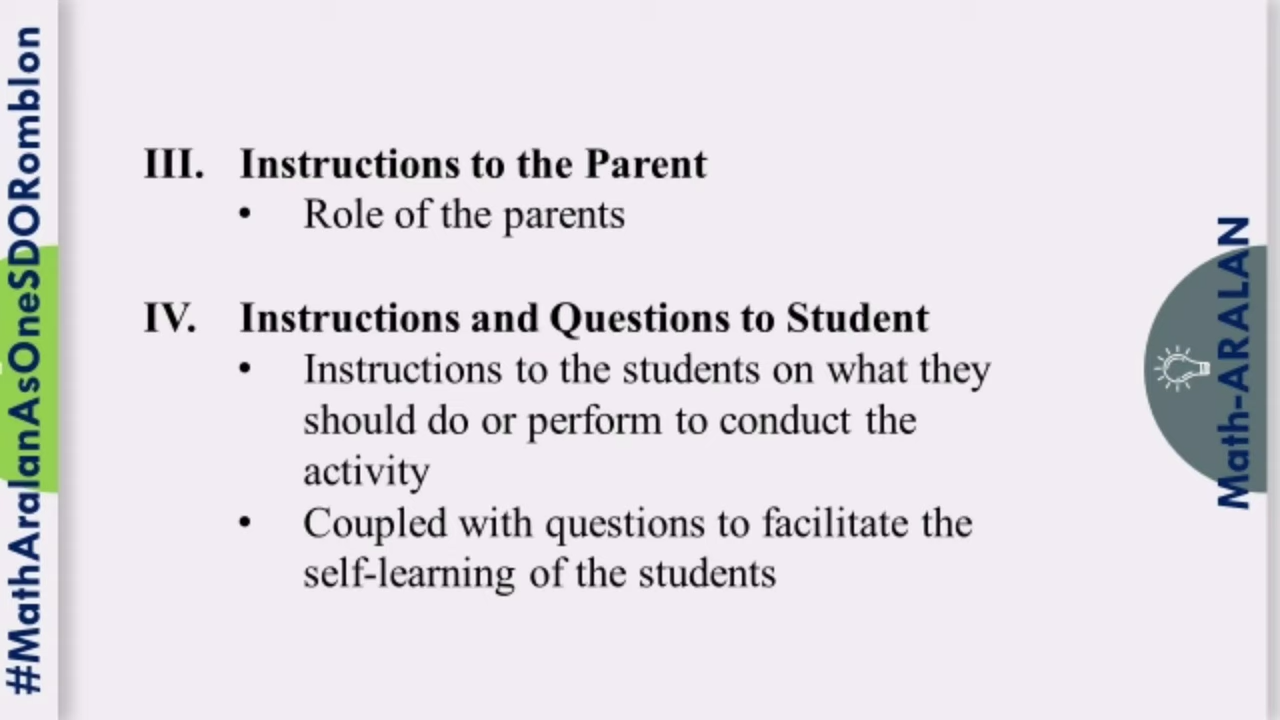 #MathAralanAsOneSDORomblon
III. Instructions to the Parent
• Role of the parents
IV. Instructions and Questions to Student
• Instructions to the students on what they
should do or perform to conduct the
activity
• Coupled with questions to facilitate the
self-learning of the students
Math-ARALAN